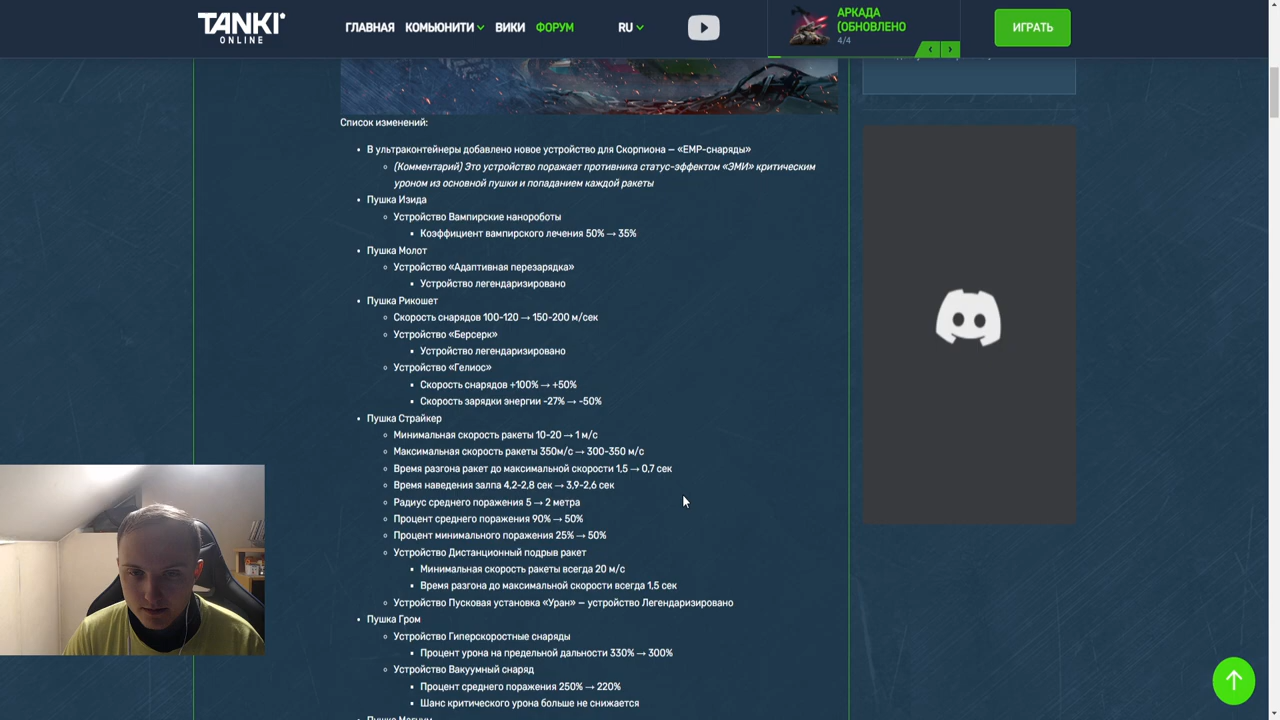 TANKI
ONLINE
ГЛАВНАЯ
КОМЬЮНИТИ
ВИКИ
ФОРУМ
RU
АРКАДА
(ОБНОВЛЕНО
4/4
ИГРАТЬ
Список изменений:
В ультраконтейнеры добавлено новое устройство для Скорпиона — «EMP-снаряды»
(Комментарий) Это устройство поражает противника статус-эффектом «ЭМИ» критическим
уроном из основной пушки и попаданием каждой ракеты
Пушка Изида
Устройство Вампирские нанороботы
Коэффициент вампирского лечения 50% → 35%
Пушка Молот
Устройство «Адаптивная перезарядка»
Устройство легендаризировано
Пушка Рикошет
Скорость снарядов 100-120 → 150-200 м/сек
Устройство «Берсерк»
Устройство легендаризировано
Устройство «Гелиос»
Скорость снарядов +100% → +50%
Скорость зарядки энергии -27% → -50%
Пушка Страйкер
Минимальная скорость ракеты 10-20 → 1 м/с
Максимальная скорость ракеты 350м/с → 300-350 м/с
Время разгона ракет до максимальной скорости 1,5 → 0,7 сек
Время наведения залпа 4,2-2,8 сек → 3,9-2,6 сек
Радиус среднего поражения 5 → 2 метра
Процент среднего поражения 90% → 50%
Процент минимального поражения 25% → 50%
Устройство Дистанционный подрыв ракет
Минимальная скорость ракеты всегда 20 м/с
Время разгона до максимальной скорости всегда 1,5 сек
Устройство Пусковая установка «Уран» — устройство Легендаризировано
Пушка Гром
Устройство Гиперскоростные снаряды
Процент урона на предельной дальности 330% → 300%
Устройство Вакуумный снаряд
Процент среднего поражения 250% → 220%
Шанс критического урона больше не снижается
Пушка Магнум